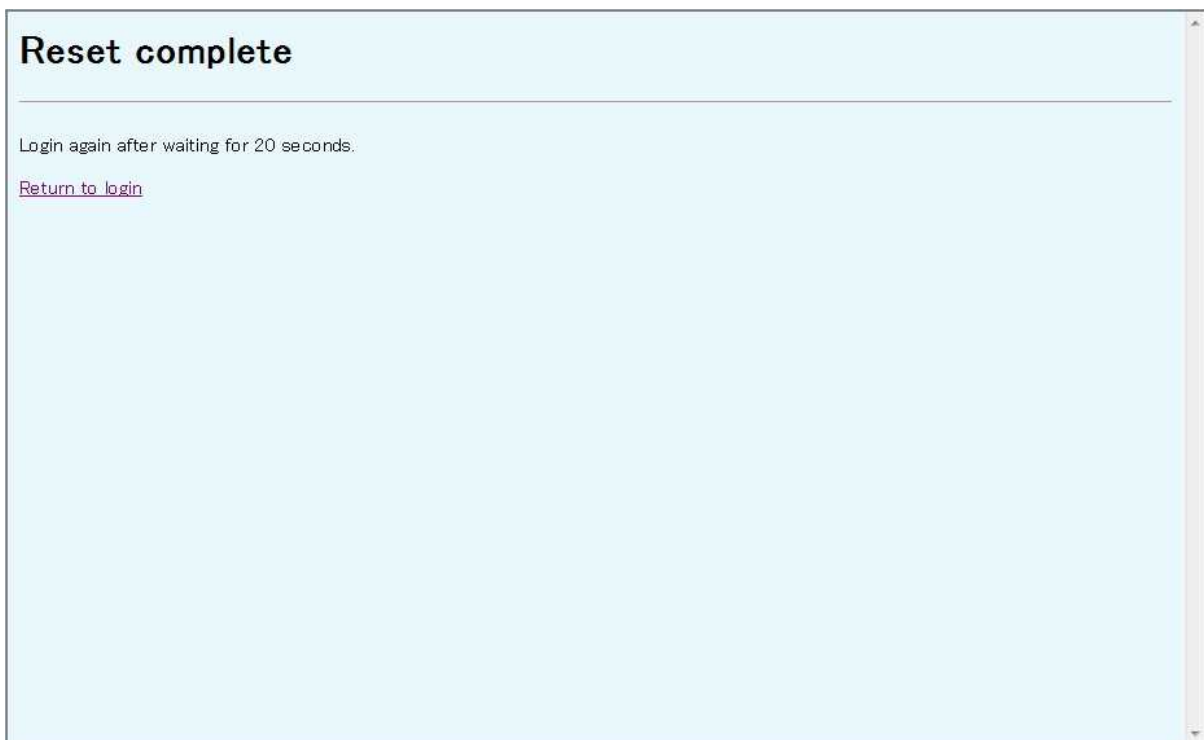 Reset complete
Login again after waiting for 20 seconds.
Return to login